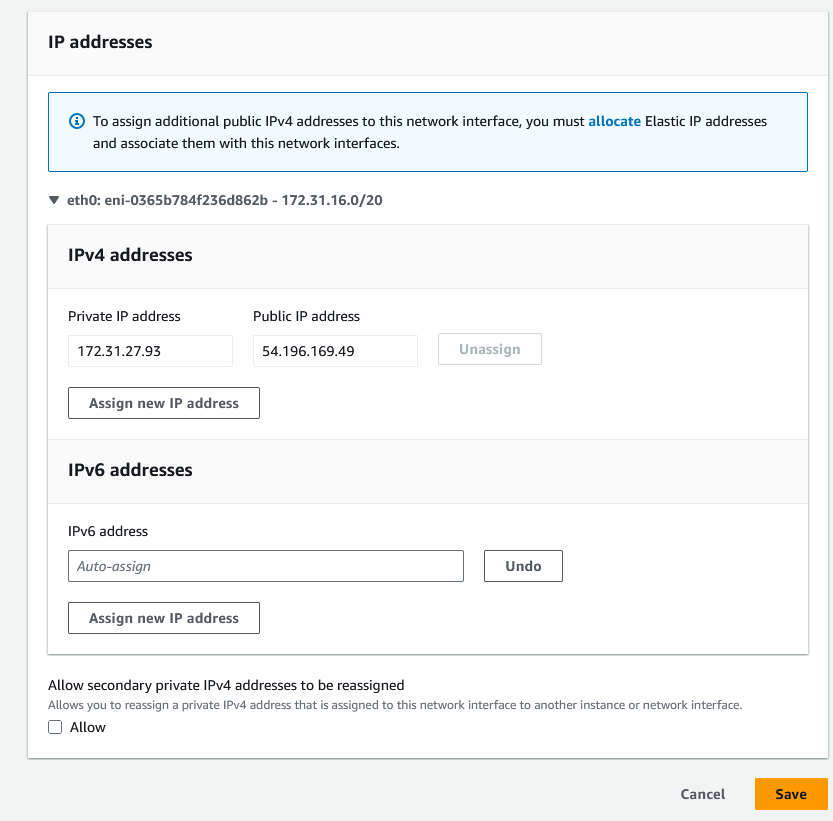 IP addresses
To assign additional public IPv4 addresses to this network interface, you must allocate Elastic IP addresses
and associate them with this network interfaces.
eth0: eni-0365b784f236d862b - 172.31.16.0/20
IPv4 addresses
Private IP address Public IP address
172.31.27.93 54.196.169.49 Unassign
Assign new IP address
IPv6 addresses
IPv6 address
Auto-assign Undo
Assign new IP address
Allow secondary private IPv4 addresses to be reassigned
Allows you to reassign a private IPv4 address that is assigned to this network interface to another instance or network interface.
Allow
Cancel Save